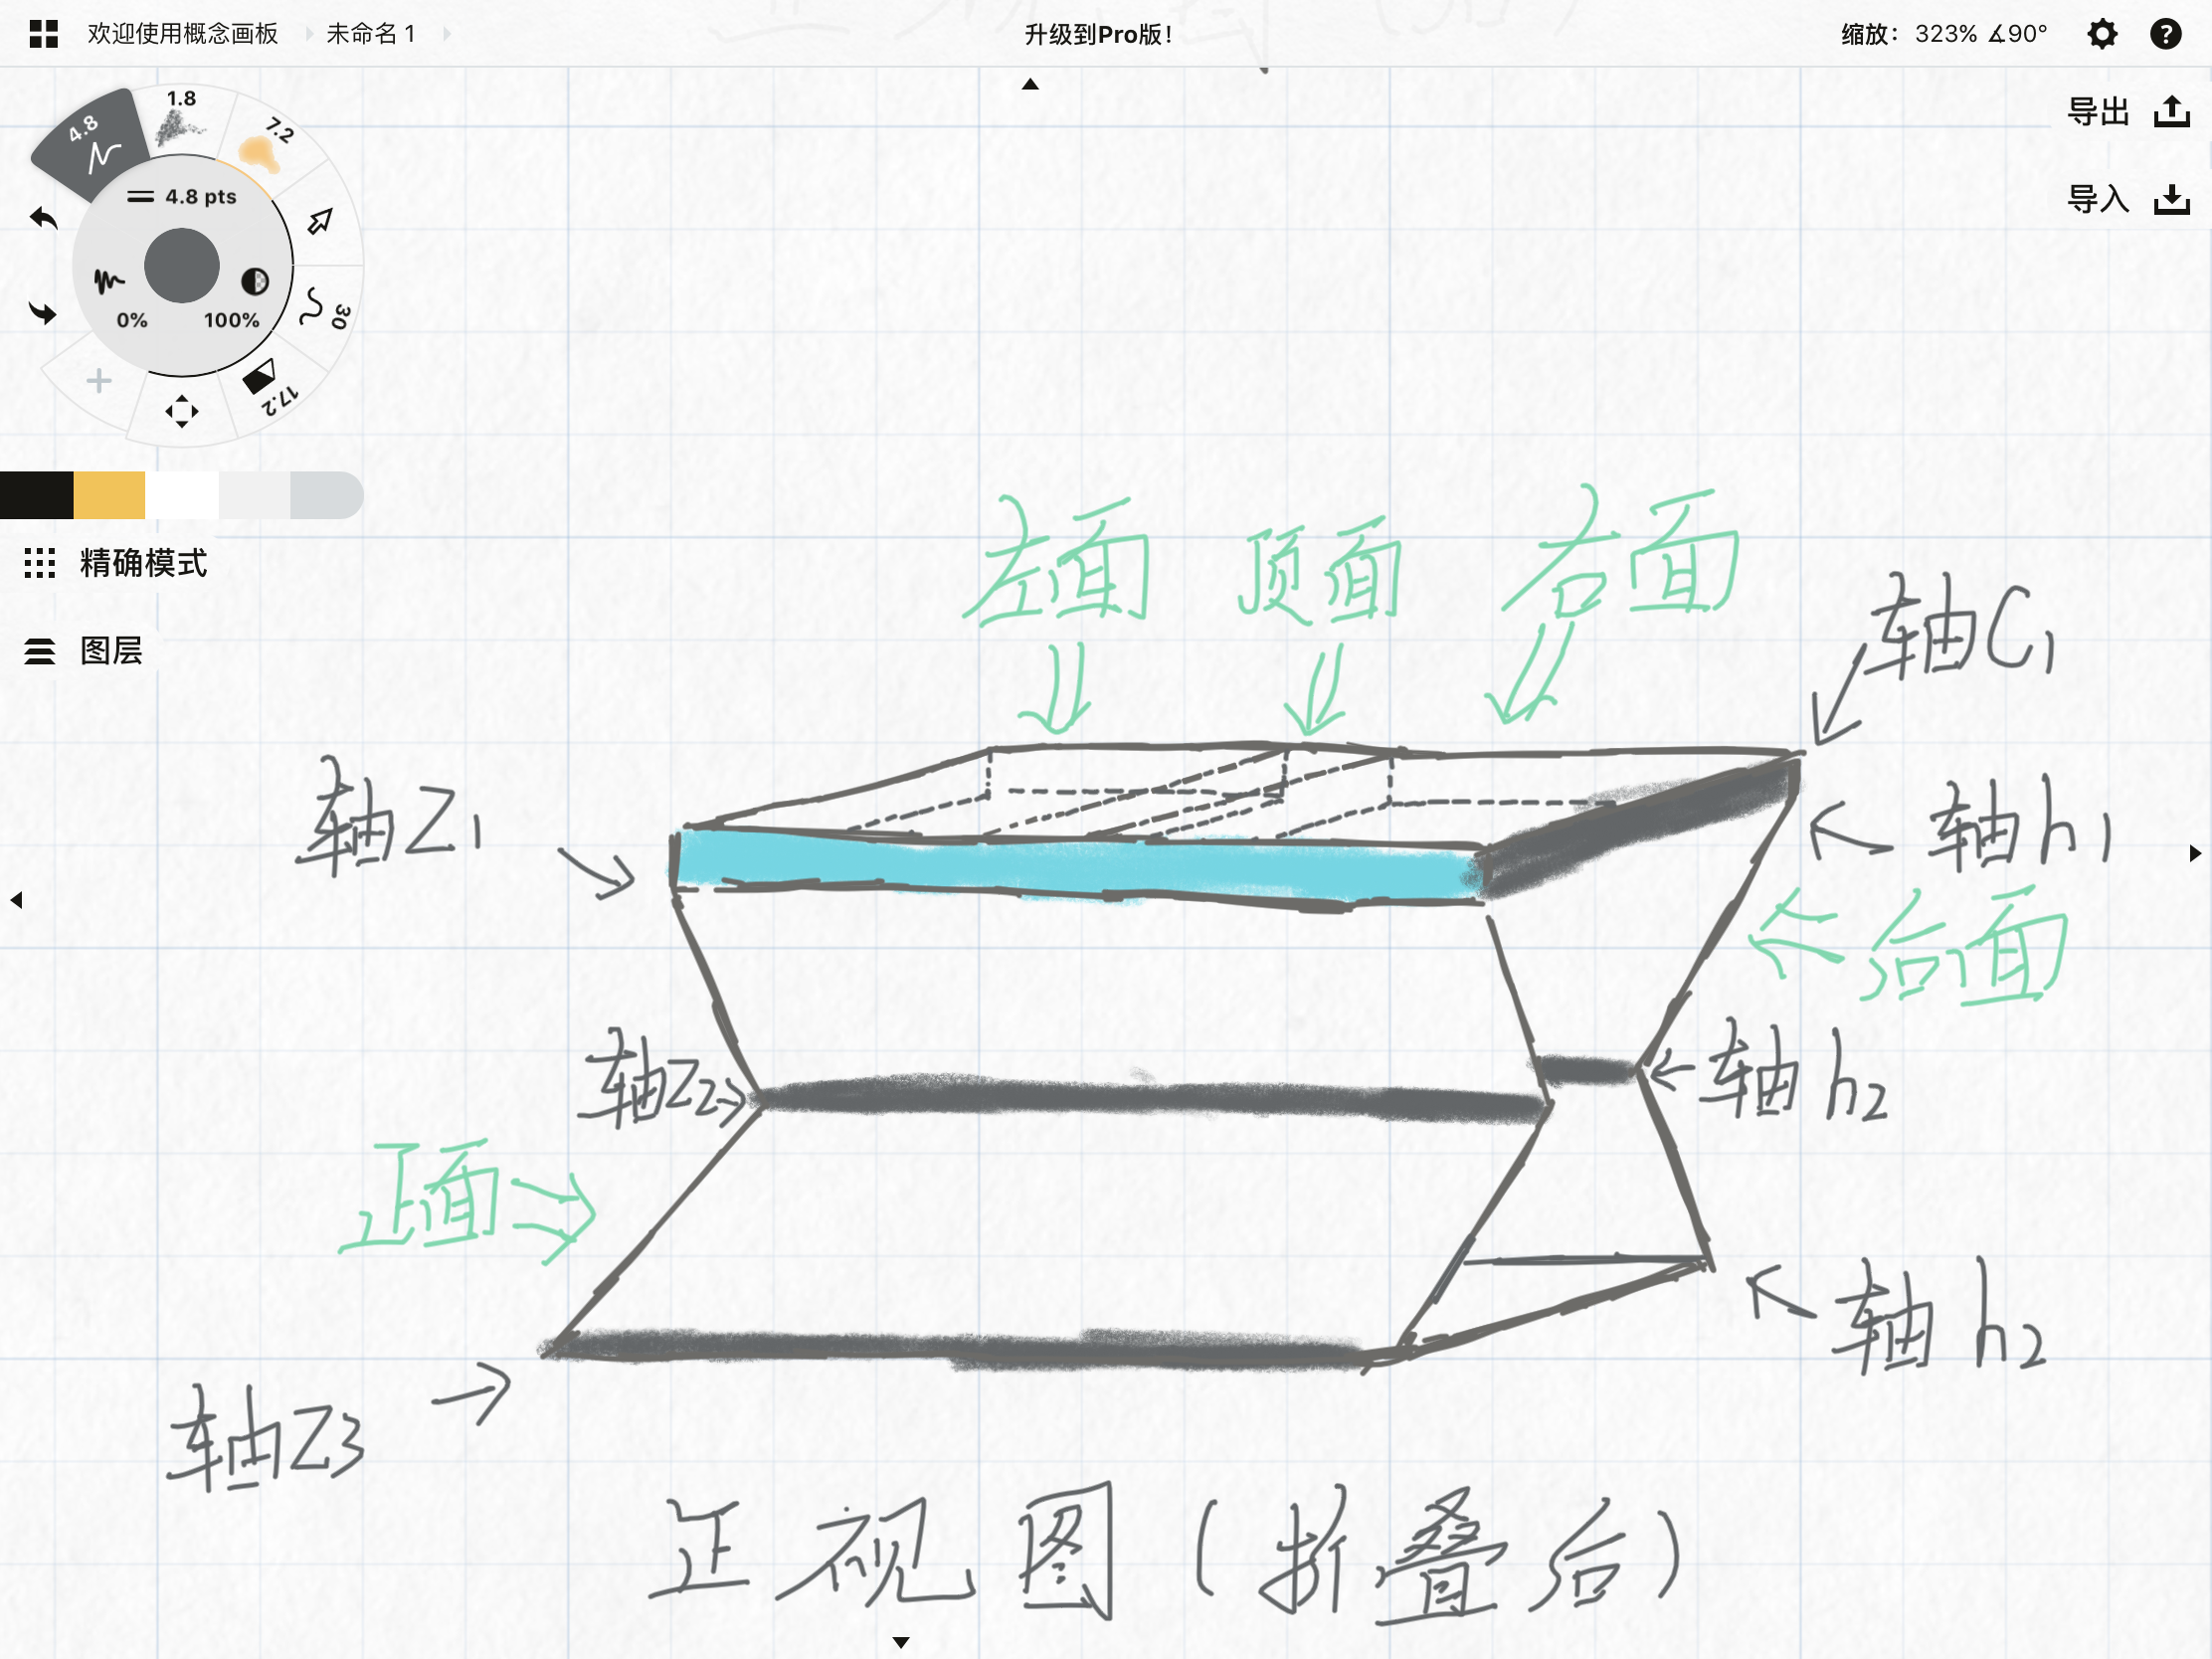 欢迎使用概念画板
未命名 1
升级到Pro版！
缩放： 323% ∡90°
导出
导入
1.8
4.8
7.2
4.8 pts
0%
100%
30
17.2
精确模式
图层
左面 顶面 右面
轴C1
轴Z1
轴h1
后面
轴Z2
轴h2
正面
轴h2
轴Z3
正视图（折叠后）